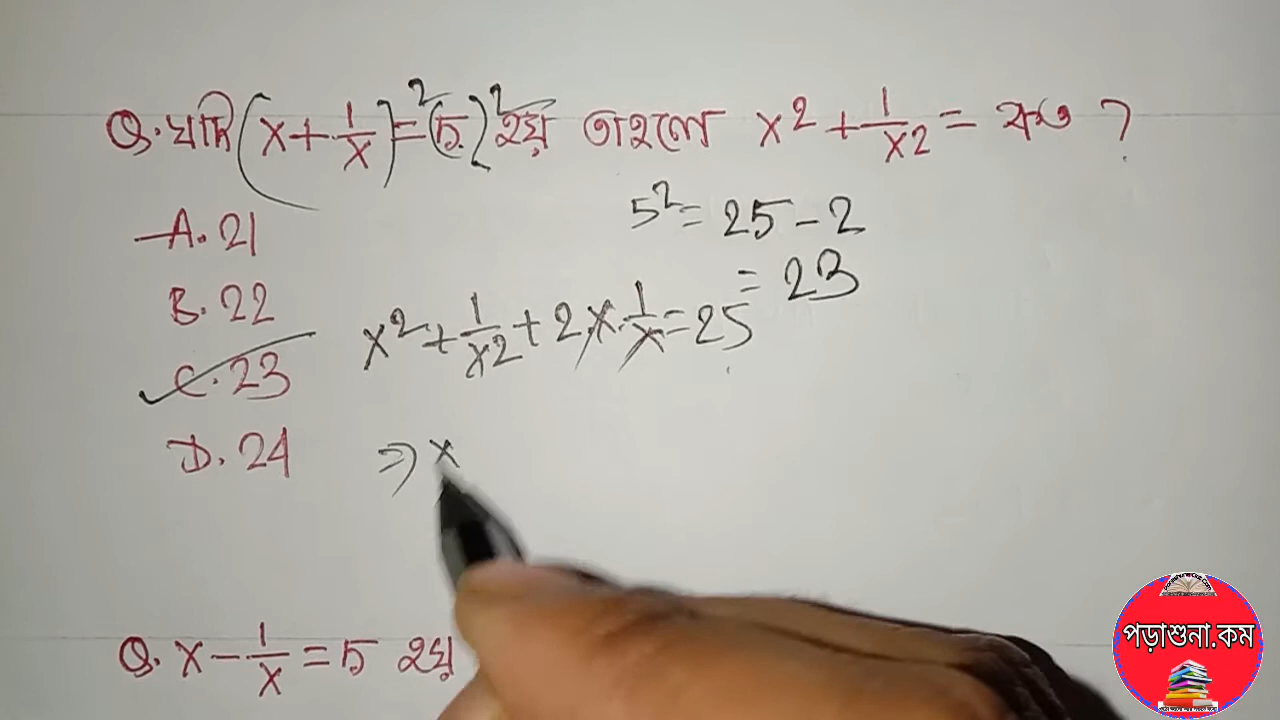 Q. যদি (x + 1/x)² = (5)² হয় তাহলে x² + 1/x² = কত ?
A. 21
5² = 25 - 2
= 23
B. 22
x² + 1/x² + 2.x.1/x = 25
C. 23
D. 24
⇒ x
Q. x - 1/x = 5 হয়
পড়াশুনা.কম